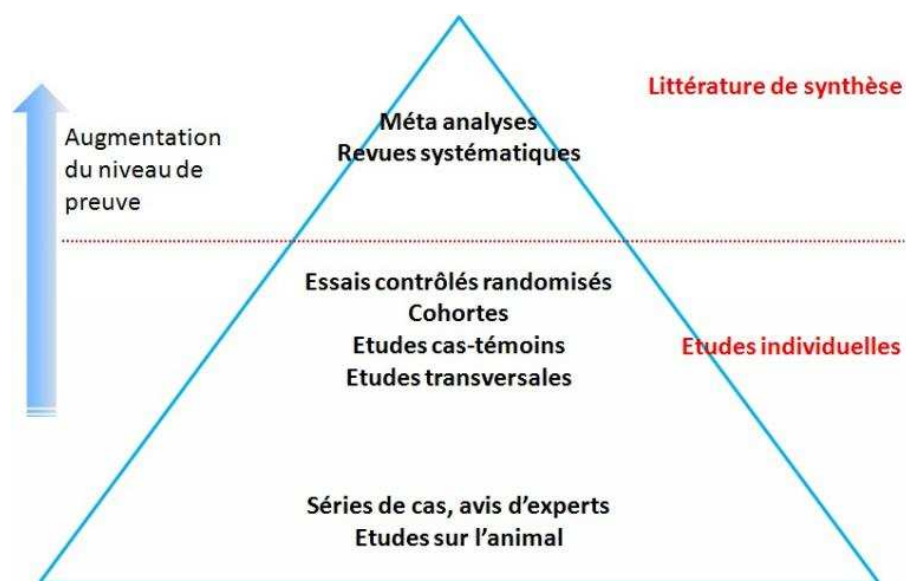 Littérature de synthèse
Méta analyses
Revues systématiques
Augmentation
du niveau de
preuve
Essais contrôlés randomisés
Cohortes
Etudes cas-témoins
Etudes transversales
Etudes individuelles
Séries de cas, avis d’experts
Etudes sur l’animal